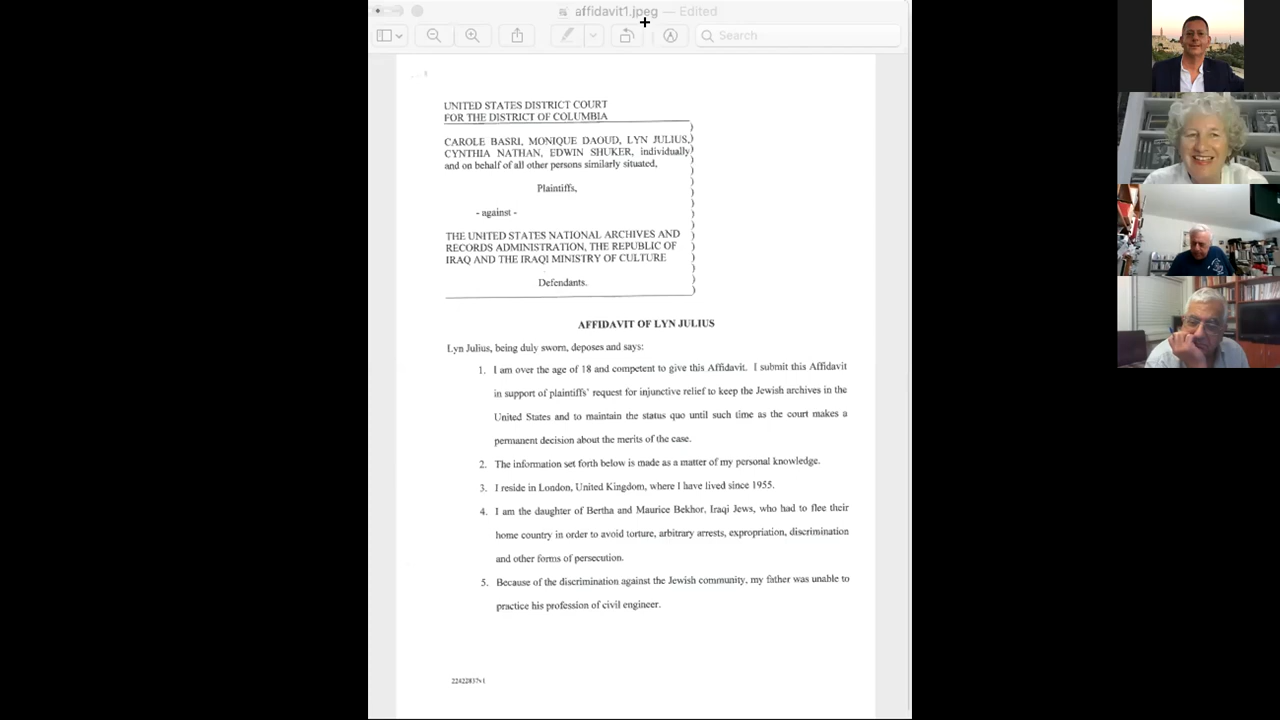 affidavit1.jpeg — Edited
Search
UNITED STATES DISTRICT COURT
FOR THE DISTRICT OF COLUMBIA
CAROLE BASRI, MONIQUE DAOUD, LYN JULIUS,
CYNTHIA NATHAN, EDWIN SHUKER, individually
and on behalf of all other persons similarly situated,
Plaintiffs,
- against -
THE UNITED STATES NATIONAL ARCHIVES AND
RECORDS ADMINISTRATION, THE REPUBLIC OF
IRAQ AND THE IRAQI MINISTRY OF CULTURE
Defendants.
AFFIDAVIT OF LYN JULIUS
Lyn Julius, being duly sworn, deposes and says:
1. I am over the age of 18 and competent to give this Affidavit. I submit this Affidavit
in support of plaintiffs' request for injunctive relief to keep the Jewish archives in the
United States and to maintain the status quo until such time as the court makes a
permanent decision about the merits of the case.
2. The information set forth below is made as a matter of my personal knowledge.
3. I reside in London, United Kingdom, where I have lived since 1955.
4. I am the daughter of Bertha and Maurice Bekhor, Iraqi Jews, who had to flee their
home country in order to avoid torture, arbitrary arrests, expropriation, discrimination
and other forms of persecution.
5. Because of the discrimination against the Jewish community, my father was unable to
practice his profession of civil engineer.
22422837v1